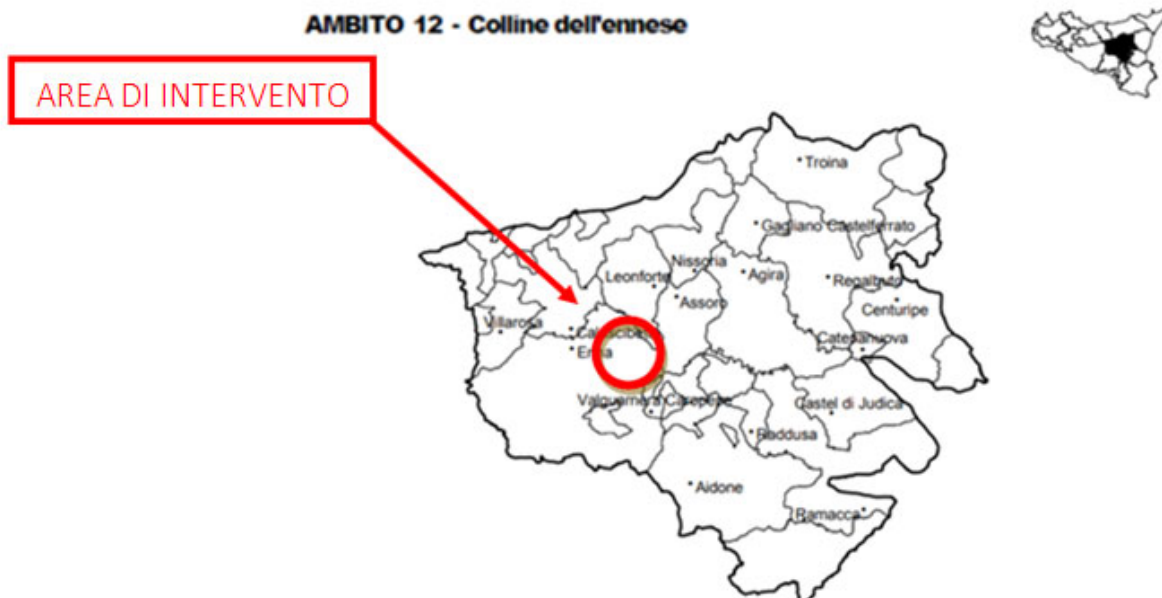 AMBITO 12 - Colline dell'ennese
AREA DI INTERVENTO
Troina
Gagliano Castelferrato
Nissoria
Leonforte
Agira
Regalbuto
Assoro
Centuripe
Villarosa
Enna
Catenanuova
Valguarnera Caropepe
Castel di Judica
Raddusa
Aidone
Ramacca